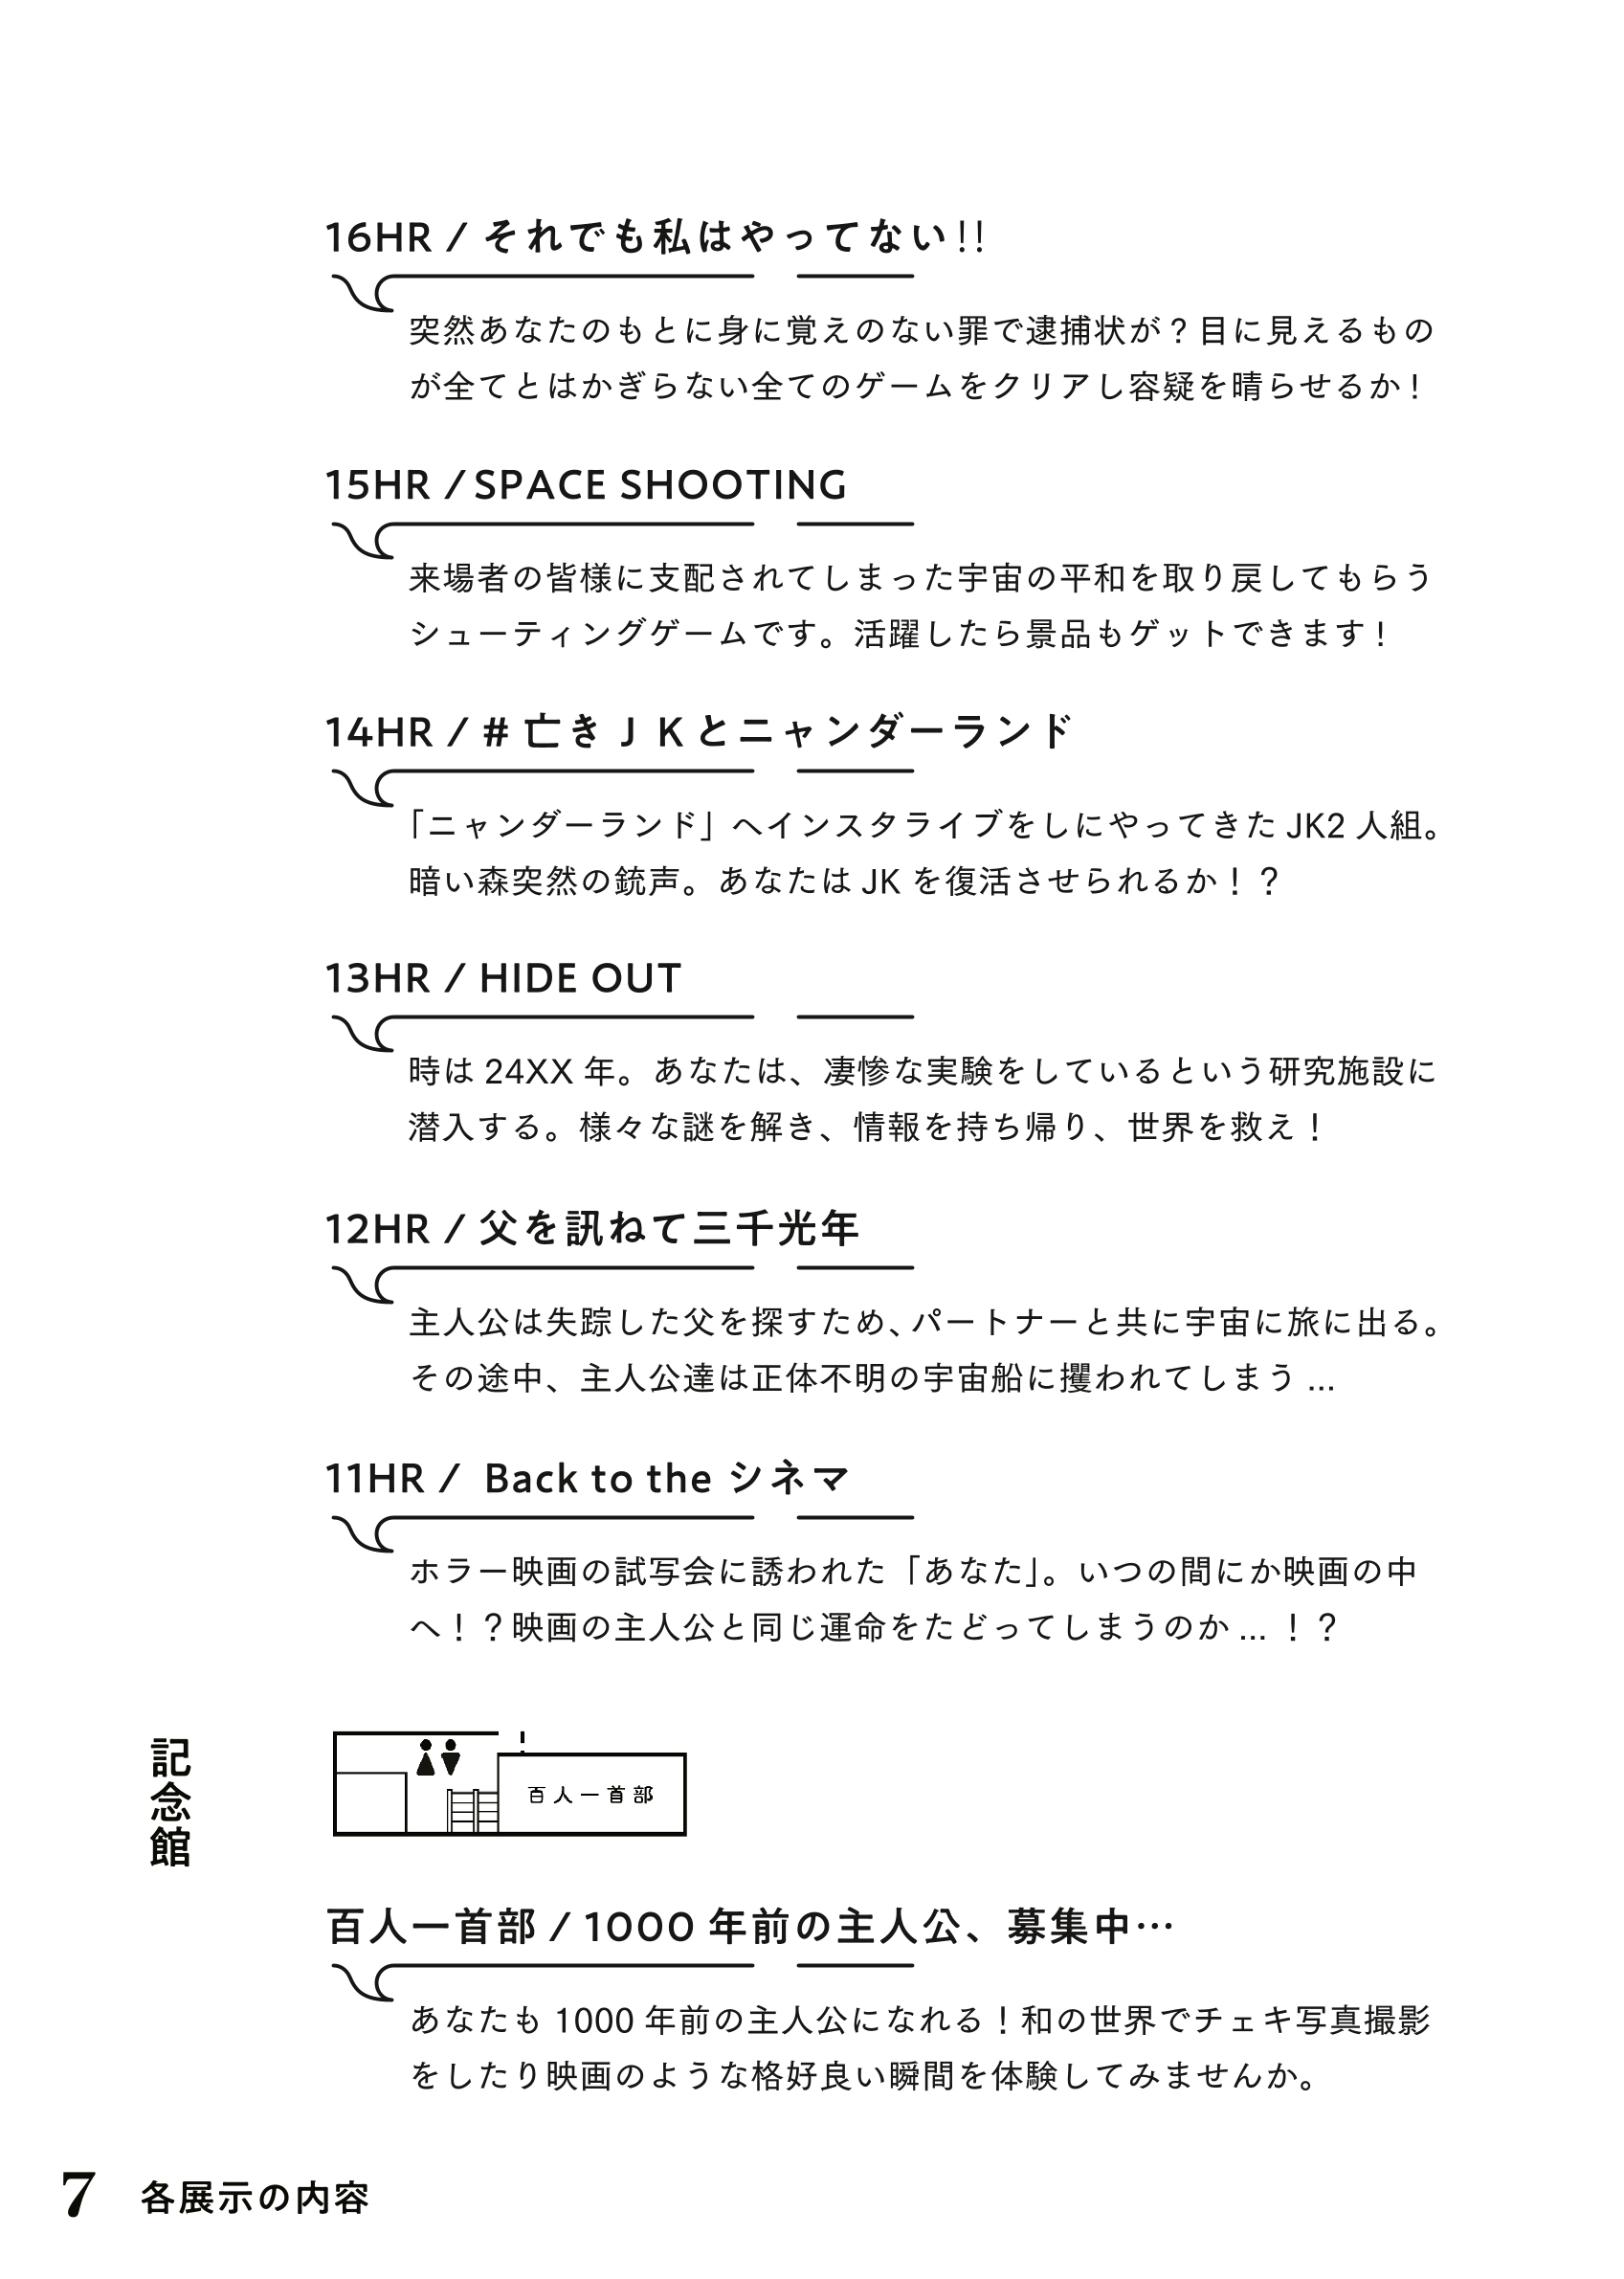 16HR / それでも私はやってない!!
突然あなたのもとに身に覚えのない罪で逮捕状が？目に見えるもの
が全てとはかぎらない全てのゲームをクリアし容疑を晴らせるか！
15HR / SPACE SHOOTING
来場者の皆様に支配されてしまった宇宙の平和を取り戻してもらう
シューティングゲームです。活躍したら景品もゲットできます！
14HR / # 亡きＪＫとニャンダーランド
「ニャンダーランド」へインスタライブをしにやってきた JK2 人組。
暗い森突然の銃声。あなたは JK を復活させられるか！？
13HR / HIDE OUT
時は 24XX 年。あなたは、凄惨な実験をしているという研究施設に
潜入する。様々な謎を解き、情報を持ち帰り、世界を救え！
12HR / 父を訊ねて三千光年
主人公は失踪した父を探すため、パートナーと共に宇宙に旅に出る。
その途中、主人公達は正体不明の宇宙船に攫われてしまう ...
11HR / Back to the シネマ
ホラー映画の試写会に誘われた「あなた」。いつの間にか映画の中
へ！？映画の主人公と同じ運命をたどってしまうのか ... ！？
記念館
百人一首部
百人一首部 / 1000 年前の主人公、募集中…
あなたも 1000 年前の主人公になれる！和の世界でチェキ写真撮影
をしたり映画のような格好良い瞬間を体験してみませんか。
7 各展示の内容